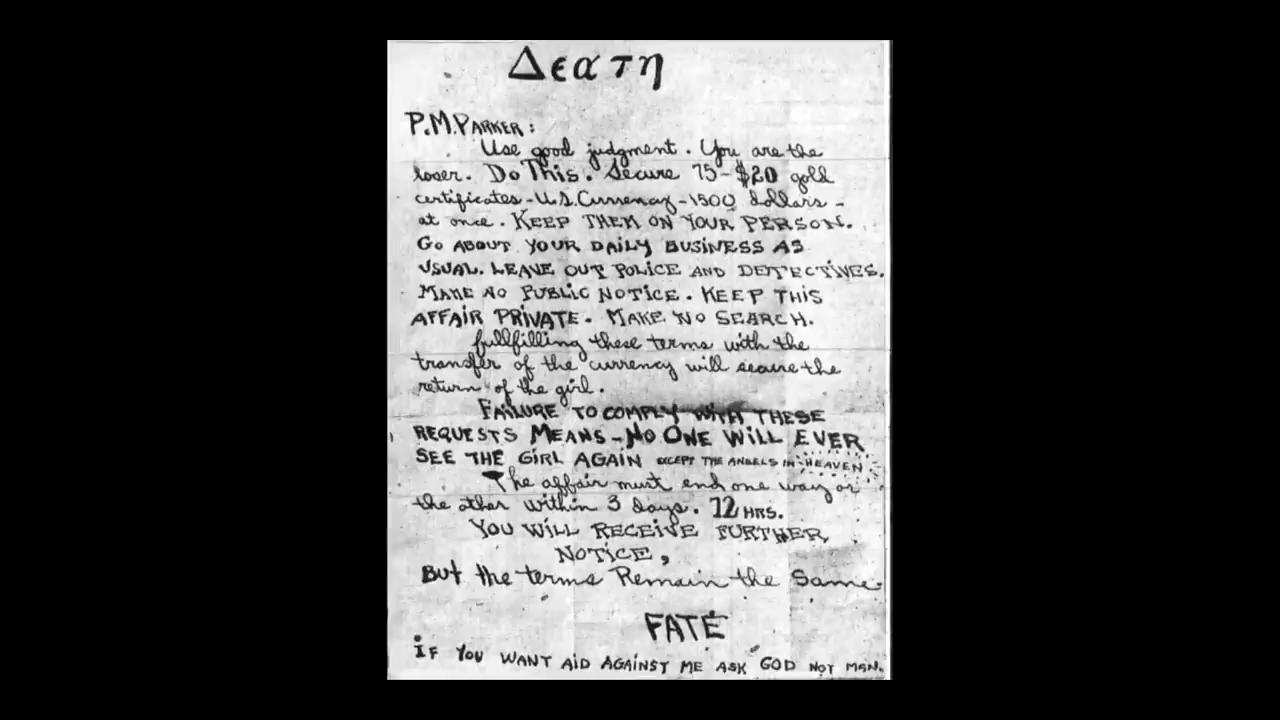 Δεατη
P.M. PARKER:
Use good judgment. You are the
loser. Do This. Secure 75-$20 gold
certificates - U.S. Currency - 1500 dollars -
at once. KEEP THEM ON YOUR PERSON.
GO ABOUT YOUR DAILY BUSINESS AS
USUAL. LEAVE OUT POLICE AND DETECTIVES.
MAKE NO PUBLIC NOTICE. KEEP THIS
AFFAIR PRIVATE. MAKE NO SEARCH.
fullfilling these terms with the
transfer of the currency will secure the
return of the girl.
FAILURE TO COMPLY WITH THESE
REQUESTS MEANS - NO ONE WILL EVER
SEE THE GIRL AGAIN EXCEPT THE ANGELS IN HEAVEN
The affair must end one way or
the other within 3 days. 72 HRS.
YOU WILL RECEIVE FURTHER
NOTICE,
But the terms Remain the Same
FATE
IF YOU WANT AID AGAINST ME ASK GOD NOT MAN.